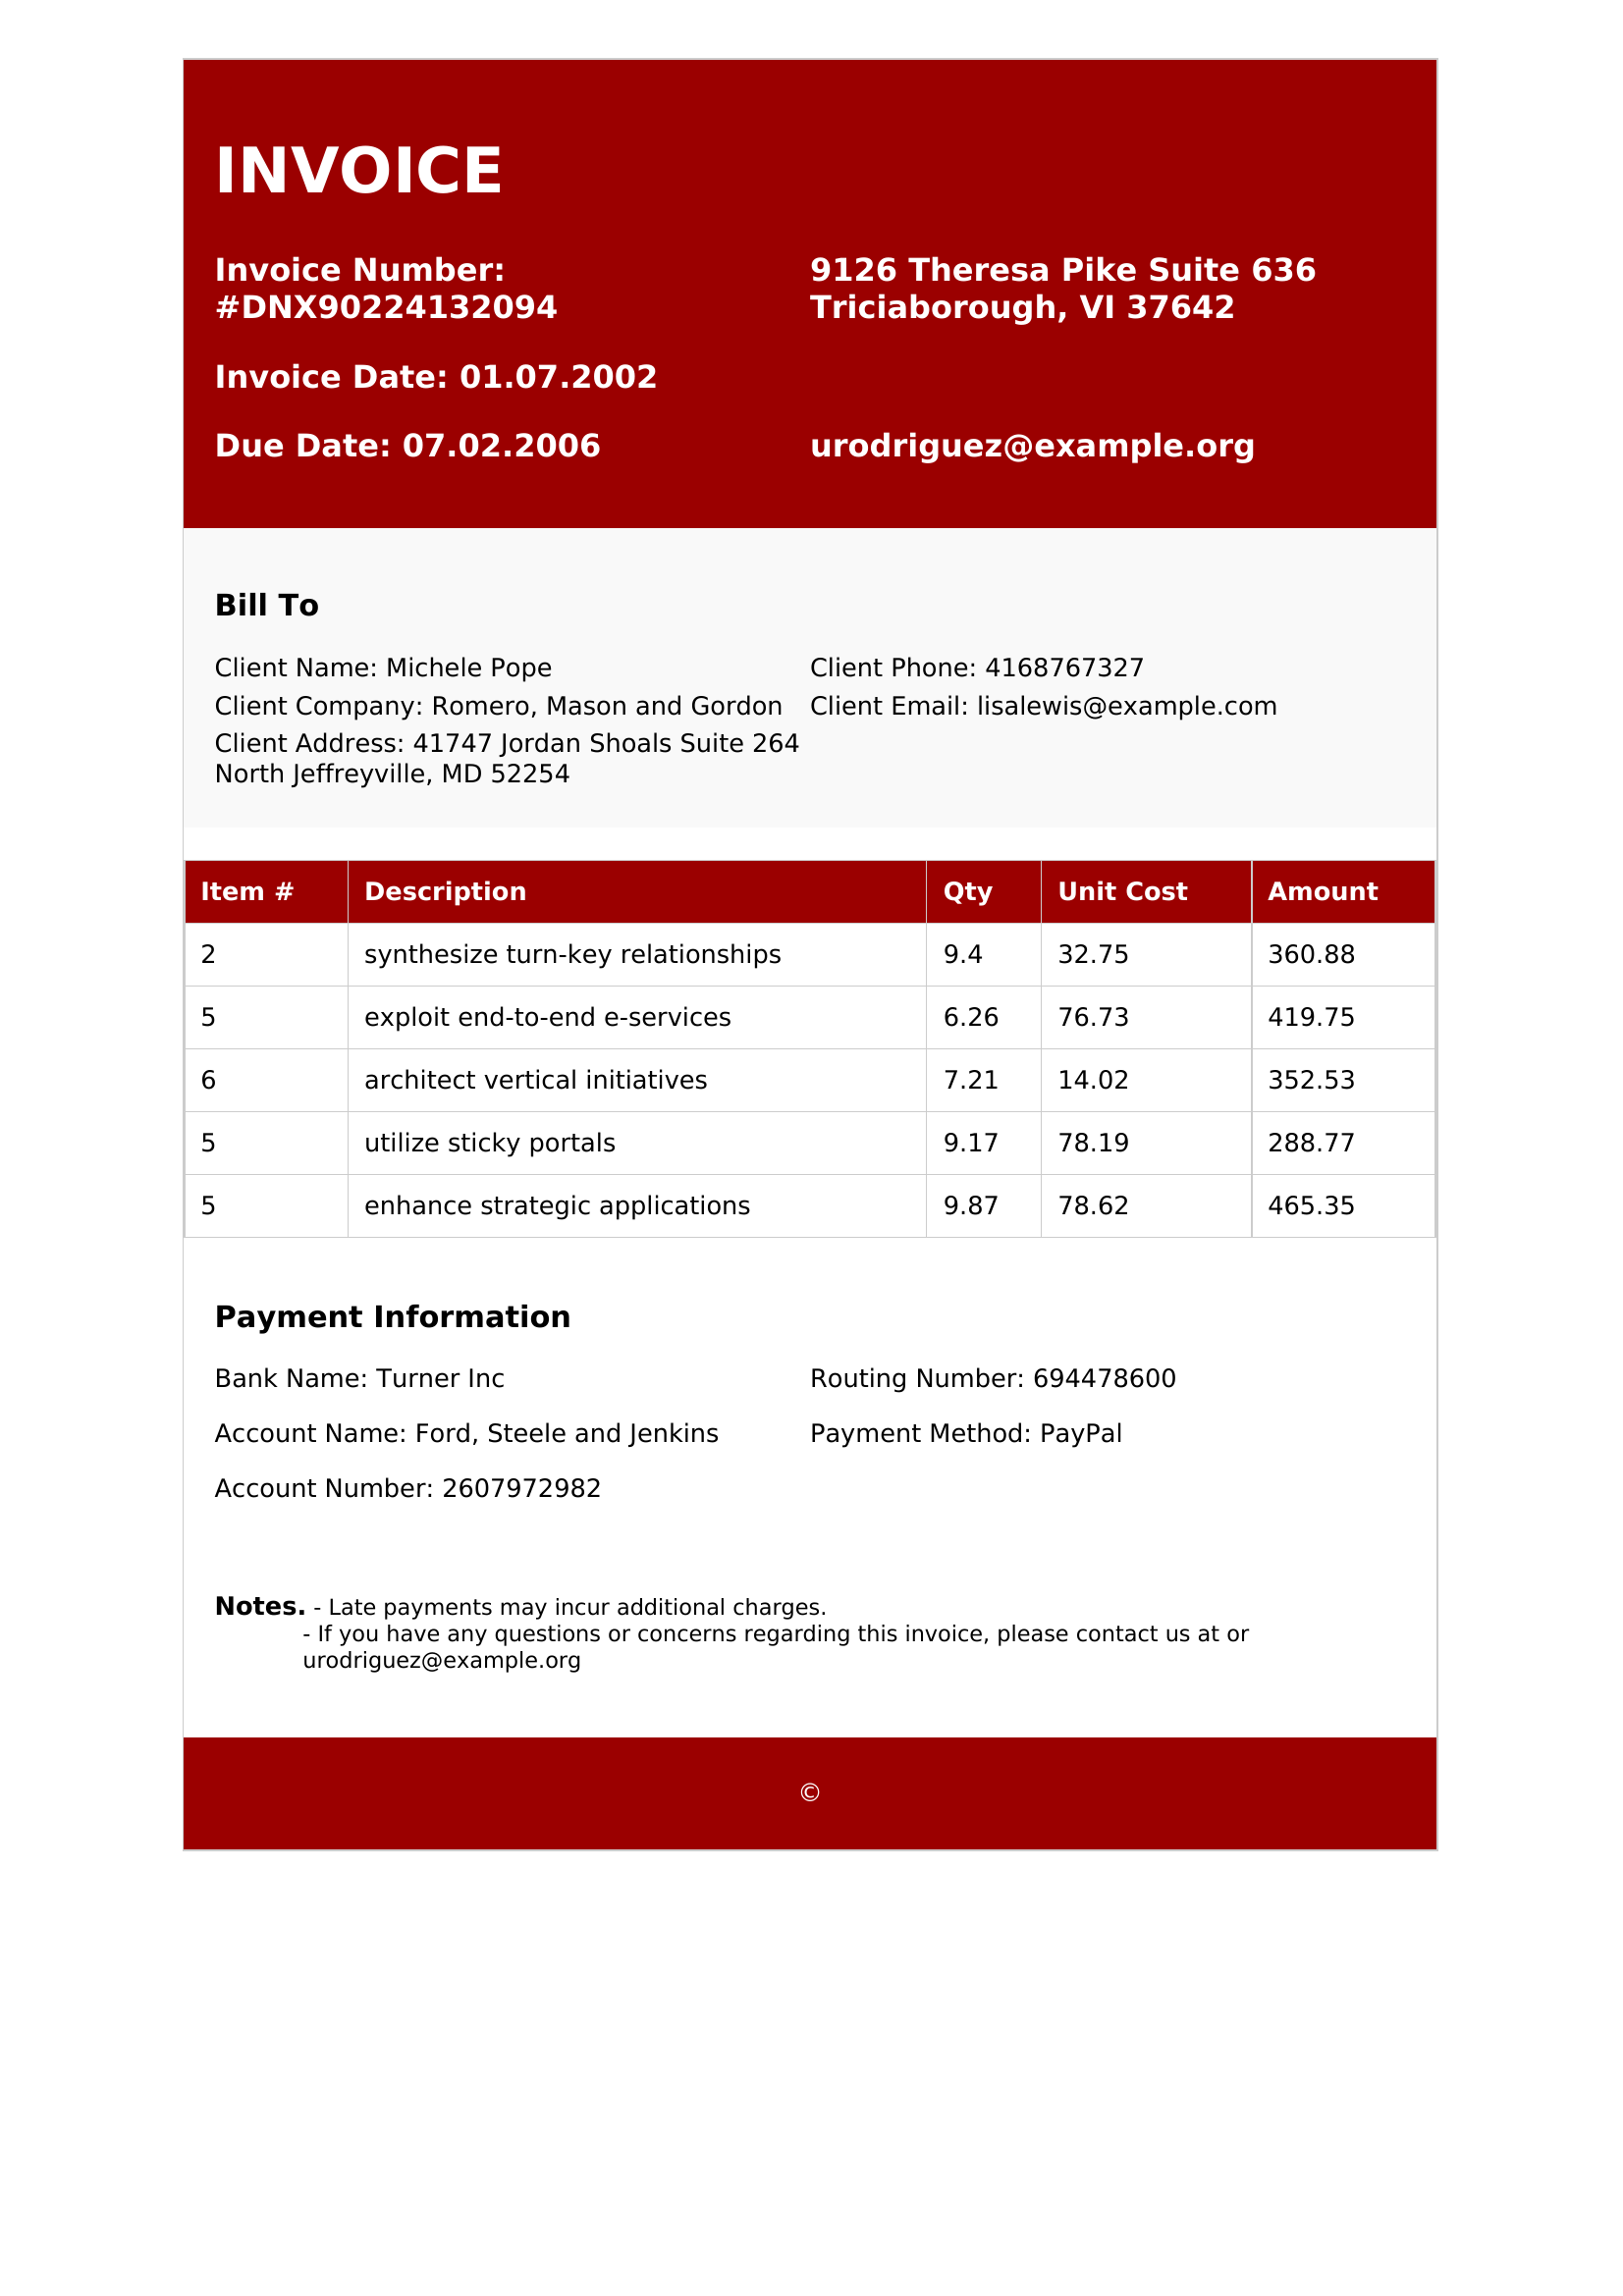 INVOICE
Invoice Number:
#DNX90224132094
9126 Theresa Pike Suite 636
Triciaborough, VI 37642
Invoice Date: 01.07.2002
Due Date: 07.02.2006
urodriguez@example.org
Bill To
Client Name: Michele Pope
Client Phone: 4168767327
Client Company: Romero, Mason and Gordon
Client Email: lisalewis@example.com
Client Address: 41747 Jordan Shoals Suite 264
North Jeffreyville, MD 52254
Item # Description Qty Unit Cost Amount
2 synthesize turn-key relationships 9.4 32.75 360.88
5 exploit end-to-end e-services 6.26 76.73 419.75
6 architect vertical initiatives 7.21 14.02 352.53
5 utilize sticky portals 9.17 78.19 288.77
5 enhance strategic applications 9.87 78.62 465.35
Payment Information
Bank Name: Turner Inc
Routing Number: 694478600
Account Name: Ford, Steele and Jenkins
Payment Method: PayPal
Account Number: 2607972982
Notes. - Late payments may incur additional charges.
- If you have any questions or concerns regarding this invoice, please contact us at or
urodriguez@example.org
©